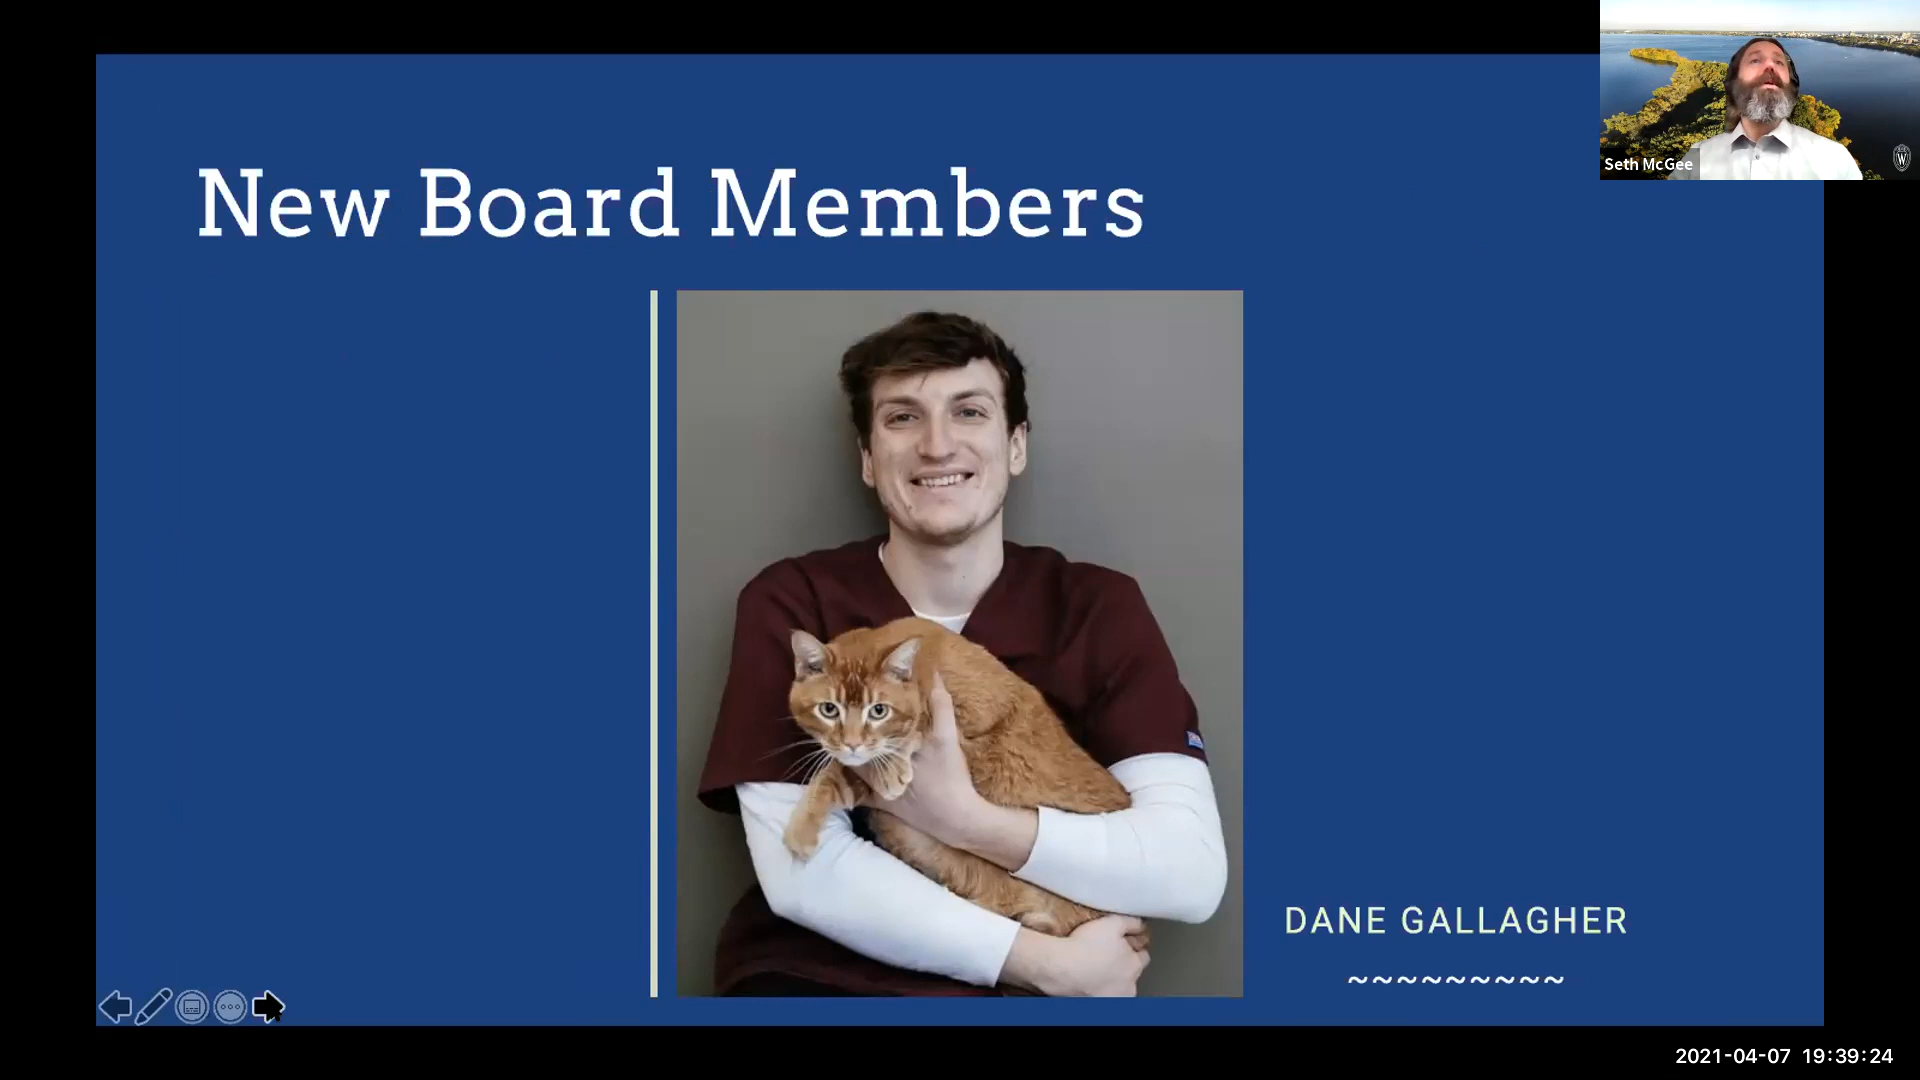 New Board Members
Seth McGee
W
DANE GALLAGHER
~~~~~~~~~
2021-04-07 19:39:24